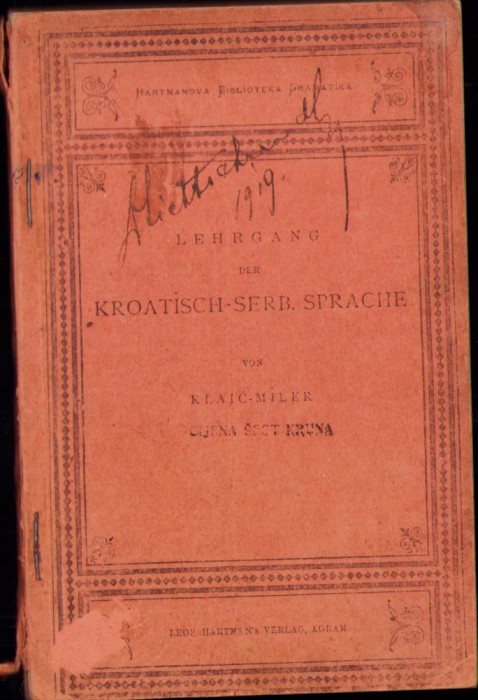 HARTMANOVA BIBLIOTEKA GRAMATIKA.
1919.
LEHRGANG
DER
KROATISCH-SERB. SPRACHE
VON
KLAIĆ-MILER
CIJENA ŠEST KRUNA
LEOP. HARTMAN's VERLAG, AGRAM.